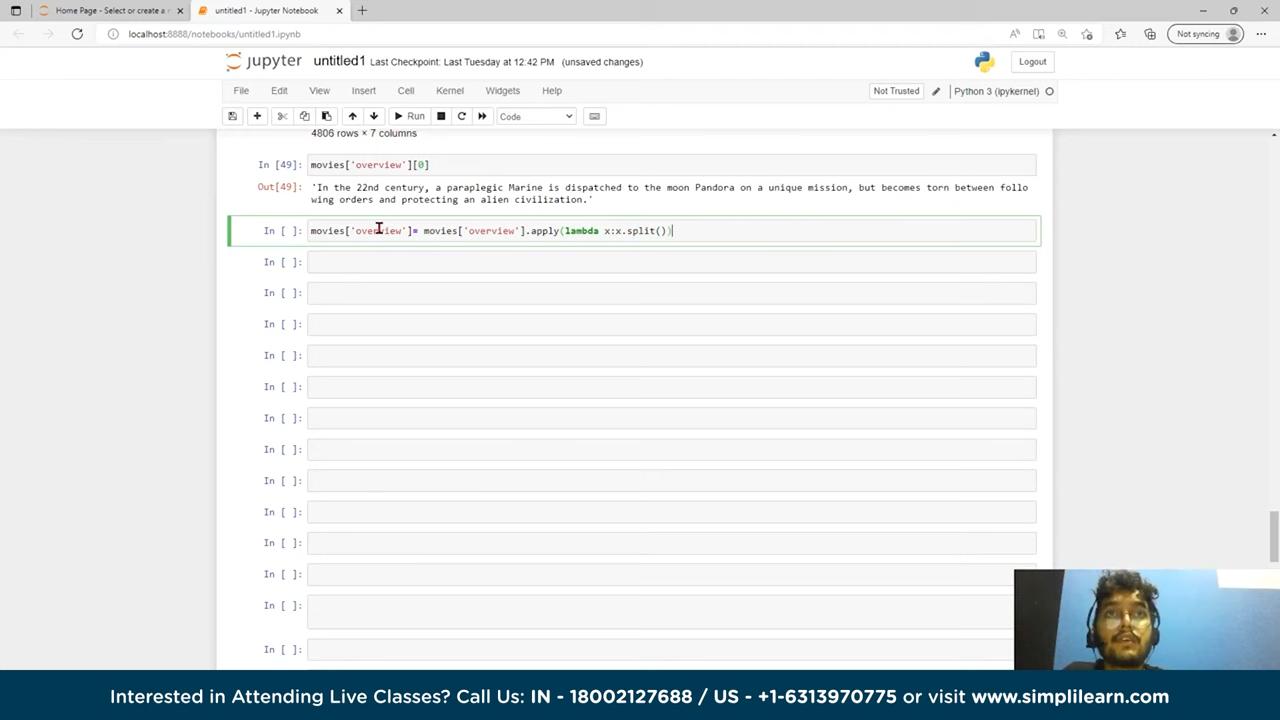 Home Page - Select or create a n
untitled1 - Jupyter Notebook
localhost:8888/notebooks/untitled1.ipynb
Not syncing
jupyter untitled1 Last Checkpoint: Last Tuesday at 12:42 PM (unsaved changes)
Logout
File Edit View Insert Cell Kernel Widgets Help
Not Trusted
Python 3 (ipykernel)
Run
Code
4806 rows × 7 columns
In [49]: movies['overview'][0]
Out[49]: 'In the 22nd century, a paraplegic Marine is dispatched to the moon Pandora on a unique mission, but becomes torn between follo
wing orders and protecting an alien civilization.'
In [ ]: movies['overview']= movies['overview'].apply(lambda x:x.split())
In [ ]:
In [ ]:
In [ ]:
In [ ]:
In [ ]:
In [ ]:
In [ ]:
In [ ]:
In [ ]:
In [ ]:
In [ ]:
In [ ]:
In [ ]:
Interested in Attending Live Classes? Call Us: IN - 18002127688 / US - +1-6313970775 or visit www.simplilearn.com